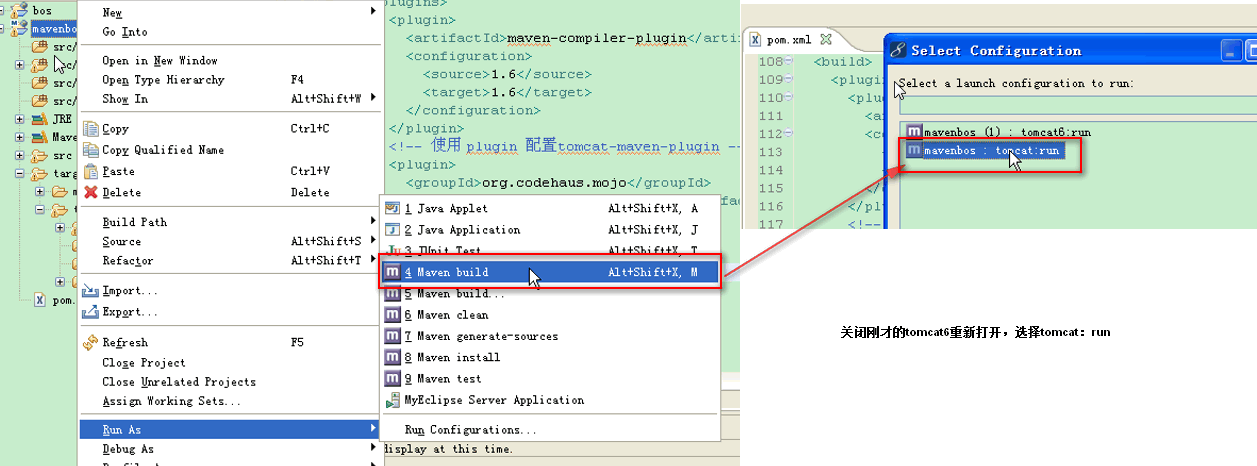 bos
mavenbo
src/
src/
src/
JRE
Mave
src
targ
m
t
pom.
New
Go Into
Open in New Window
Open Type Hierarchy F4
Show In Alt+Shift+W
Copy Ctrl+C
Copy Qualified Name
Paste Ctrl+V
Delete Delete
Build Path
Source Alt+Shift+S
Refactor Alt+Shift+T
Import...
Export...
Refresh F5
Close Project
Close Unrelated Projects
Assign Working Sets...
Run As
Debug As
plugins>
<plugin>
<artifactId>maven-compiler-plugin</artif
<configuration>
<source>1.6</source>
<target>1.6</target>
</configuration>
</plugin>
<!-- 使用 plugin 配置tomcat-maven-plugin -
<plugin>
<groupId>org.codehaus.mojo</groupId>
1 Java Applet Alt+Shift+X, A
2 Java Application Alt+Shift+X, J
3 JUnit Test Alt+Shift+X, T
4 Maven build Alt+Shift+X, M
5 Maven build...
6 Maven clean
7 Maven generate-sources
8 Maven install
9 Maven test
MyEclipse Server Application
Run Configurations...
display at this time.
pom.xml
108 <build>
109 <plugin
110 <plu
111 <a
112 <c
113
114
115 </
116 </p
117 <!--
Select Configuration
Select a launch configuration to run:
mavenbos (1) : tomcat6:run
mavenbos : tomcat:run
关闭刚才的tomcat6重新打开，选择tomcat：run